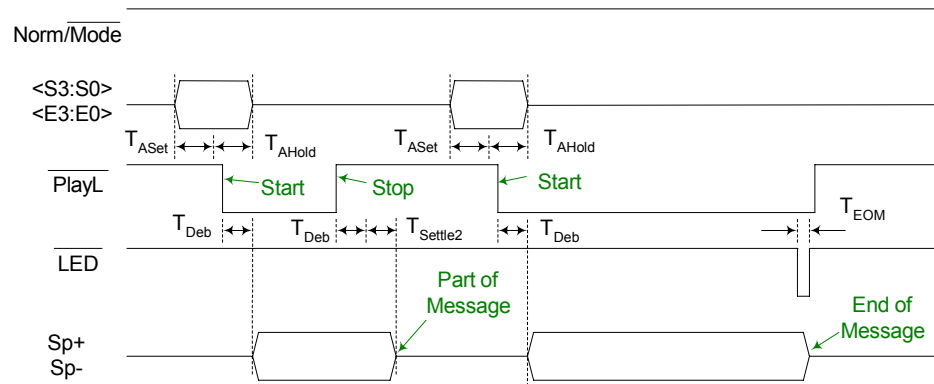 Norm/Mode
<S3:S0>
<E3:E0>
TASet TAHold TASet TAHold
PlayL Start Stop Start
TDeb TDeb TSettle2 TDeb TEOM
LED
Part of
Message
End of
Message
Sp+
Sp-